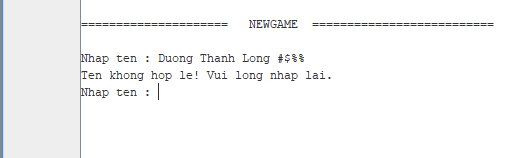 ===================== NEWGAME ==========================
Nhap ten : Duong Thanh Long #$%%
Ten khong hop le! Vui long nhap lai.
Nhap ten :